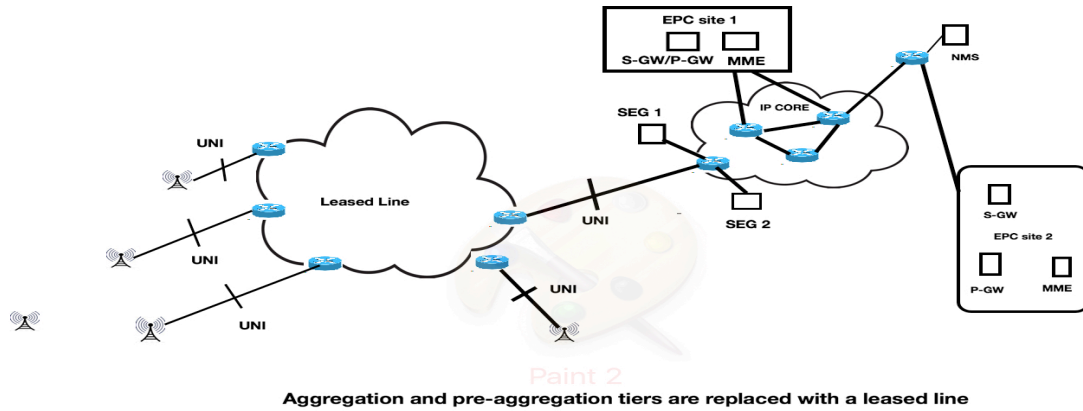 EPC site 1
S-GW/P-GW MME
NMS
IP CORE
SEG 1
UNI
Leased Line
S-GW
UNI
SEG 2
EPC site 2
UNI
P-GW MME
UNI
UNI
Paint 2
Aggregation and pre-aggregation tiers are replaced with a leased line